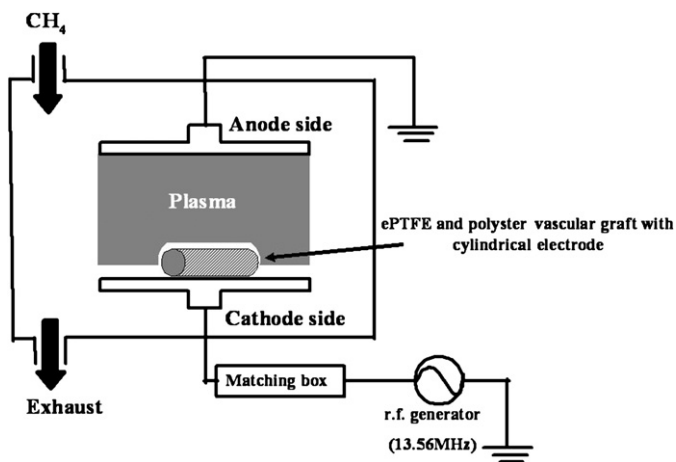 CH4
Anode side
Plasma
ePTFE and polyster vascular graft with
cylindrical electrode
Cathode side
Matching box
Exhaust
r.f. generator
(13.56MHz)